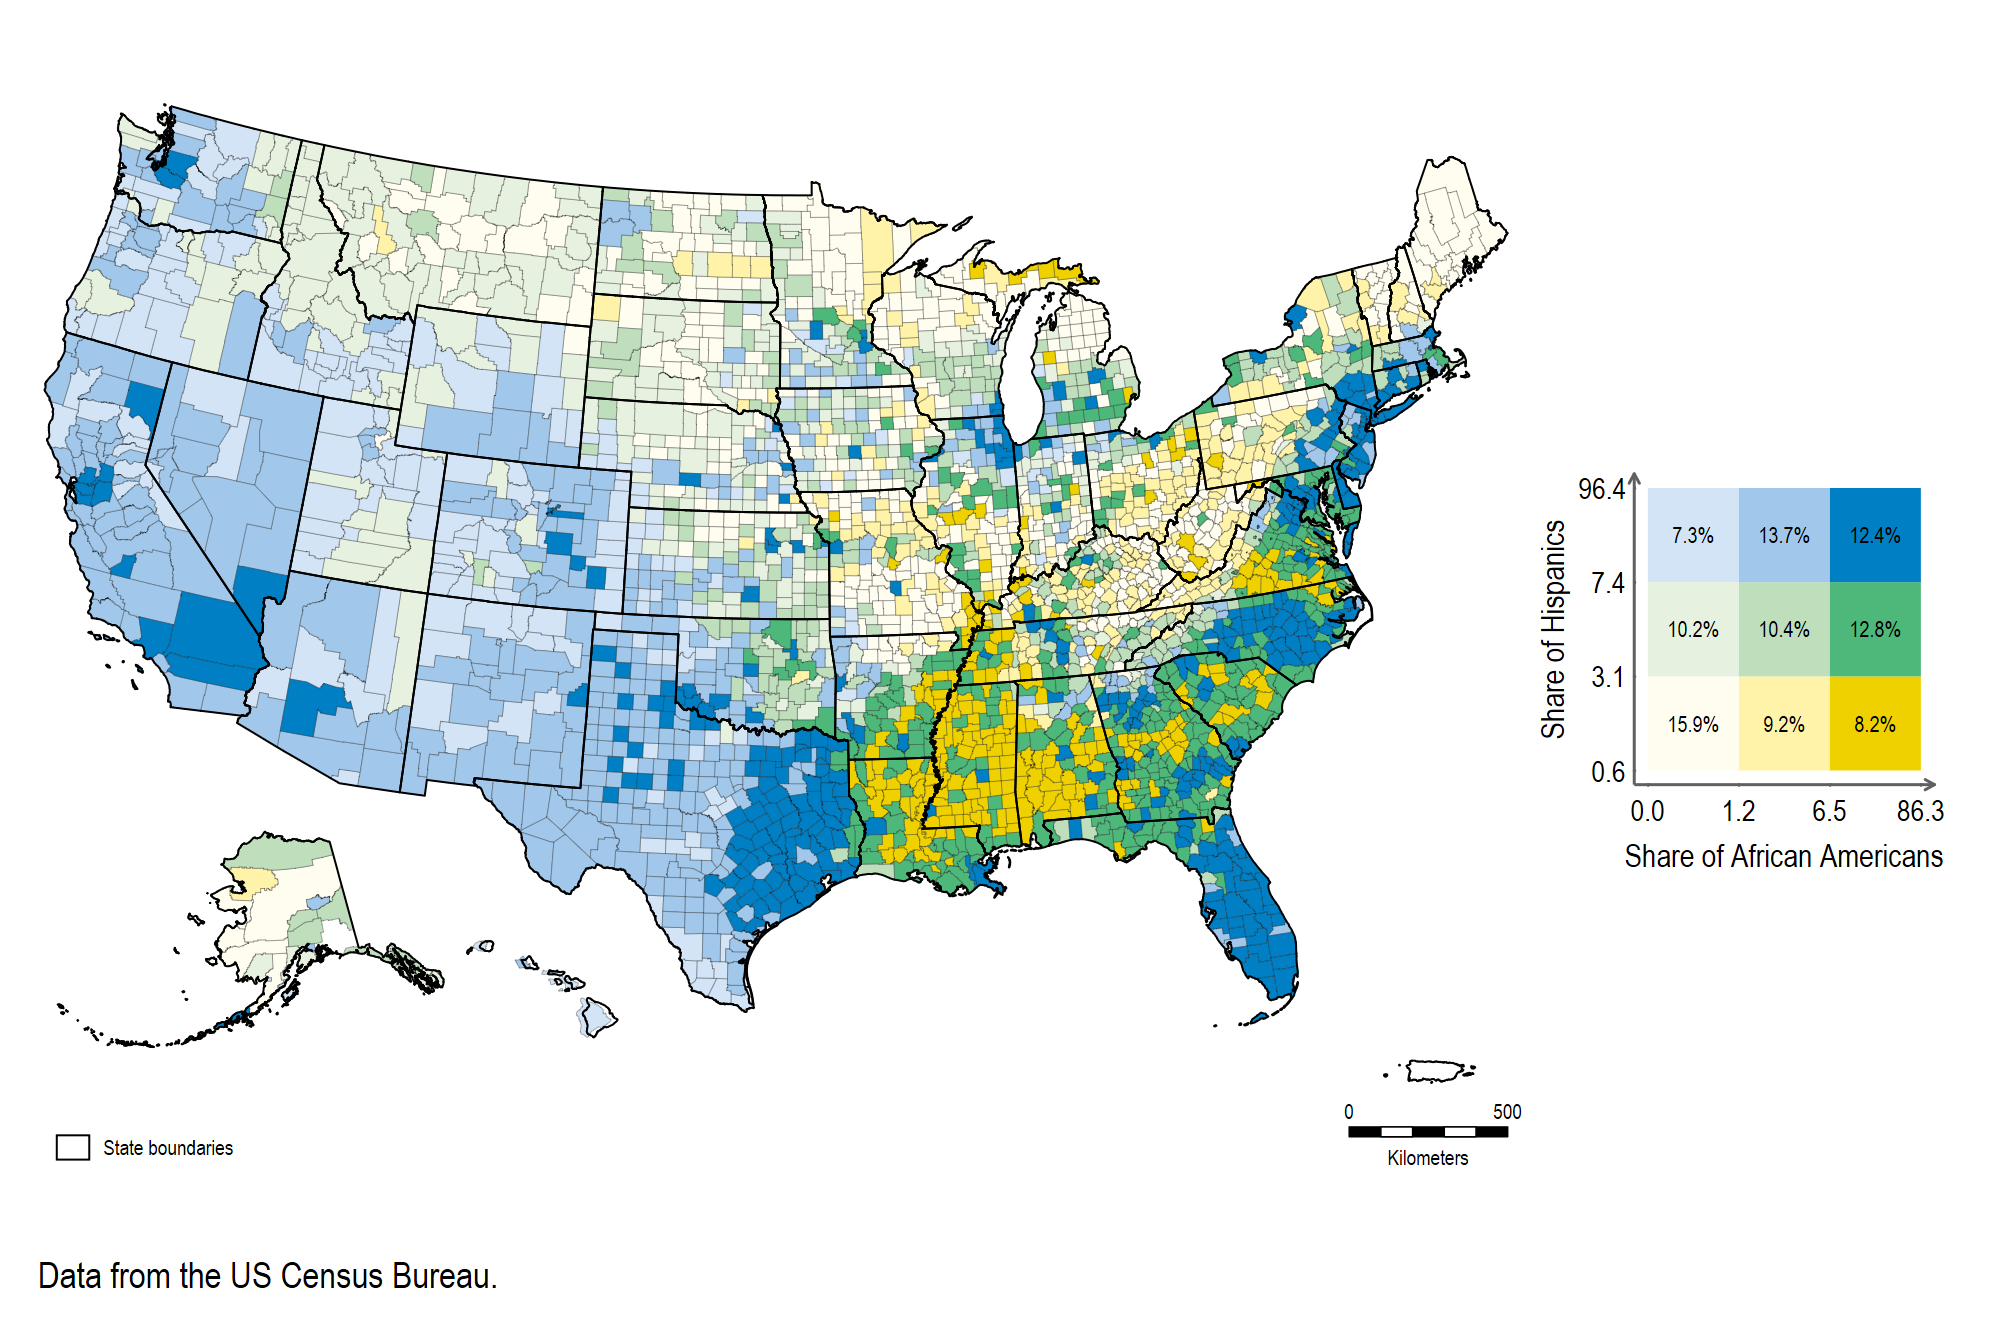 96.4
7.3% 13.7% 12.4%
7.4
10.2% 10.4% 12.8%
3.1
15.9% 9.2% 8.2%
0.6
Share of Hispanics
0.0 1.2 6.5 86.3
Share of African Americans
0 500
Kilometers
State boundaries
Data from the US Census Bureau.